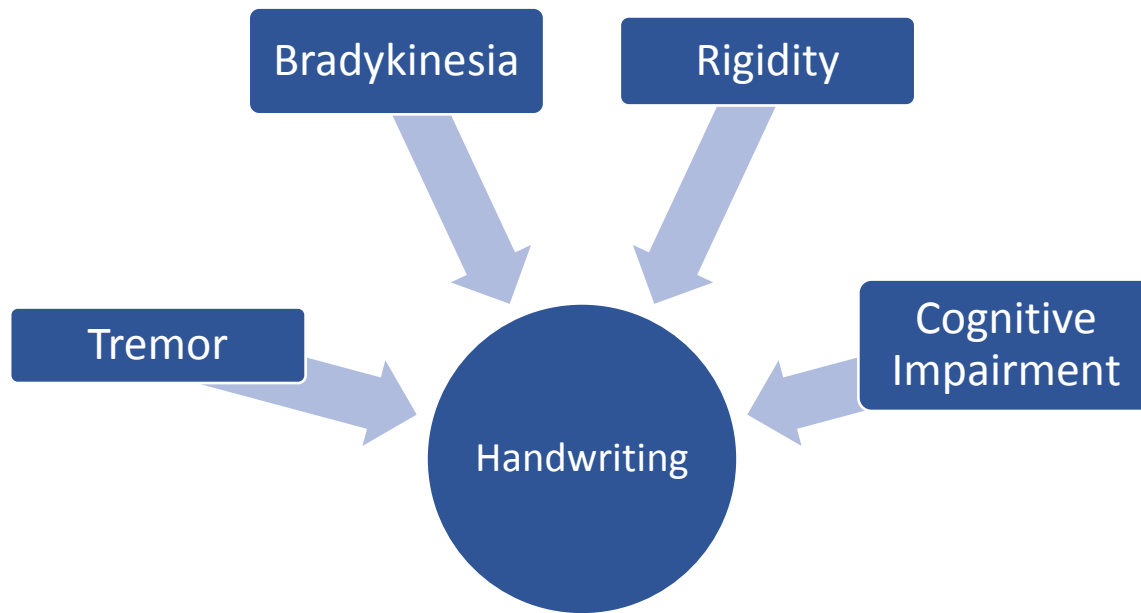 Bradykinesia
Rigidity
Tremor
Cognitive
Impairment
Handwriting